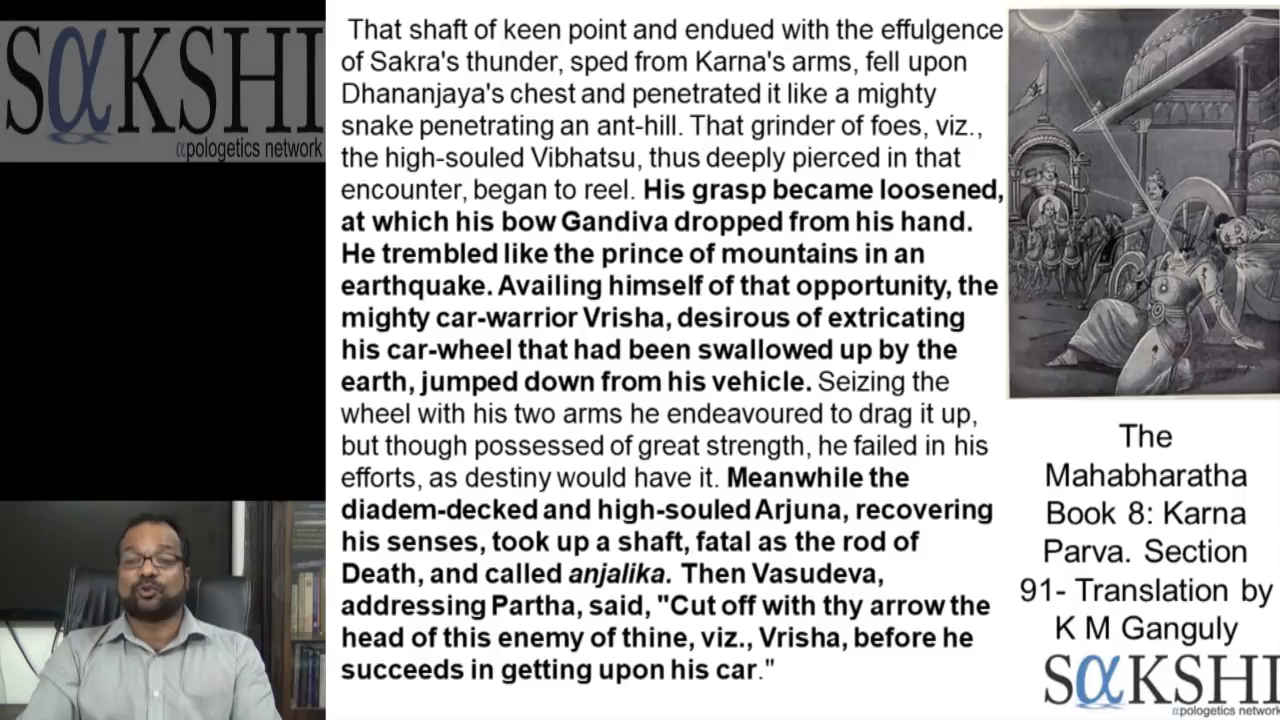 SαKSHI
αpologetics network
That shaft of keen point and endued with the effulgence
of Sakra's thunder, sped from Karna's arms, fell upon
Dhananjaya's chest and penetrated it like a mighty
snake penetrating an ant-hill. That grinder of foes, viz.,
the high-souled Vibhatsu, thus deeply pierced in that
encounter, began to reel. His grasp became loosened,
at which his bow Gandiva dropped from his hand.
He trembled like the prince of mountains in an
earthquake. Availing himself of that opportunity, the
mighty car-warrior Vrisha, desirous of extricating
his car-wheel that had been swallowed up by the
earth, jumped down from his vehicle. Seizing the
wheel with his two arms he endeavoured to drag it up,
but though possessed of great strength, he failed in his
efforts, as destiny would have it. Meanwhile the
diadem-decked and high-souled Arjuna, recovering
his senses, took up a shaft, fatal as the rod of
Death, and called anjalika. Then Vasudeva,
addressing Partha, said, "Cut off with thy arrow the
head of this enemy of thine, viz., Vrisha, before he
succeeds in getting upon his car."
The
Mahabharatha
Book 8: Karna
Parva. Section
91- Translation by
K M Ganguly
SαKSHI
αpologetics network